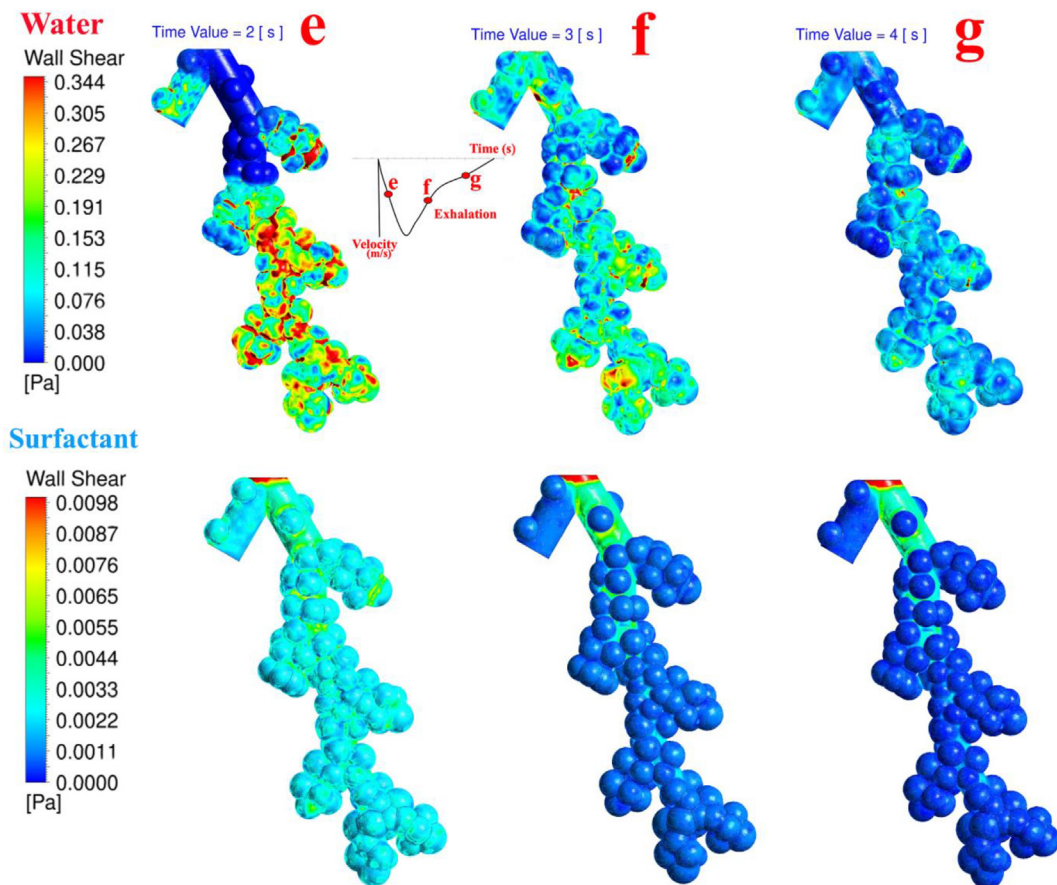 Water
e
f
g
Time Value = 2 [ s ]
Time Value = 3 [ s ]
Time Value = 4 [ s ]
Wall Shear
0.344
0.305
0.267
0.229
0.191
0.153
0.115
0.076
0.038
0.000
[Pa]
Time (s)
e
f
g
Exhalation
Velocity
(m/s)
Surfactant
Wall Shear
0.0098
0.0087
0.0076
0.0065
0.0055
0.0044
0.0033
0.0022
0.0011
0.0000
[Pa]